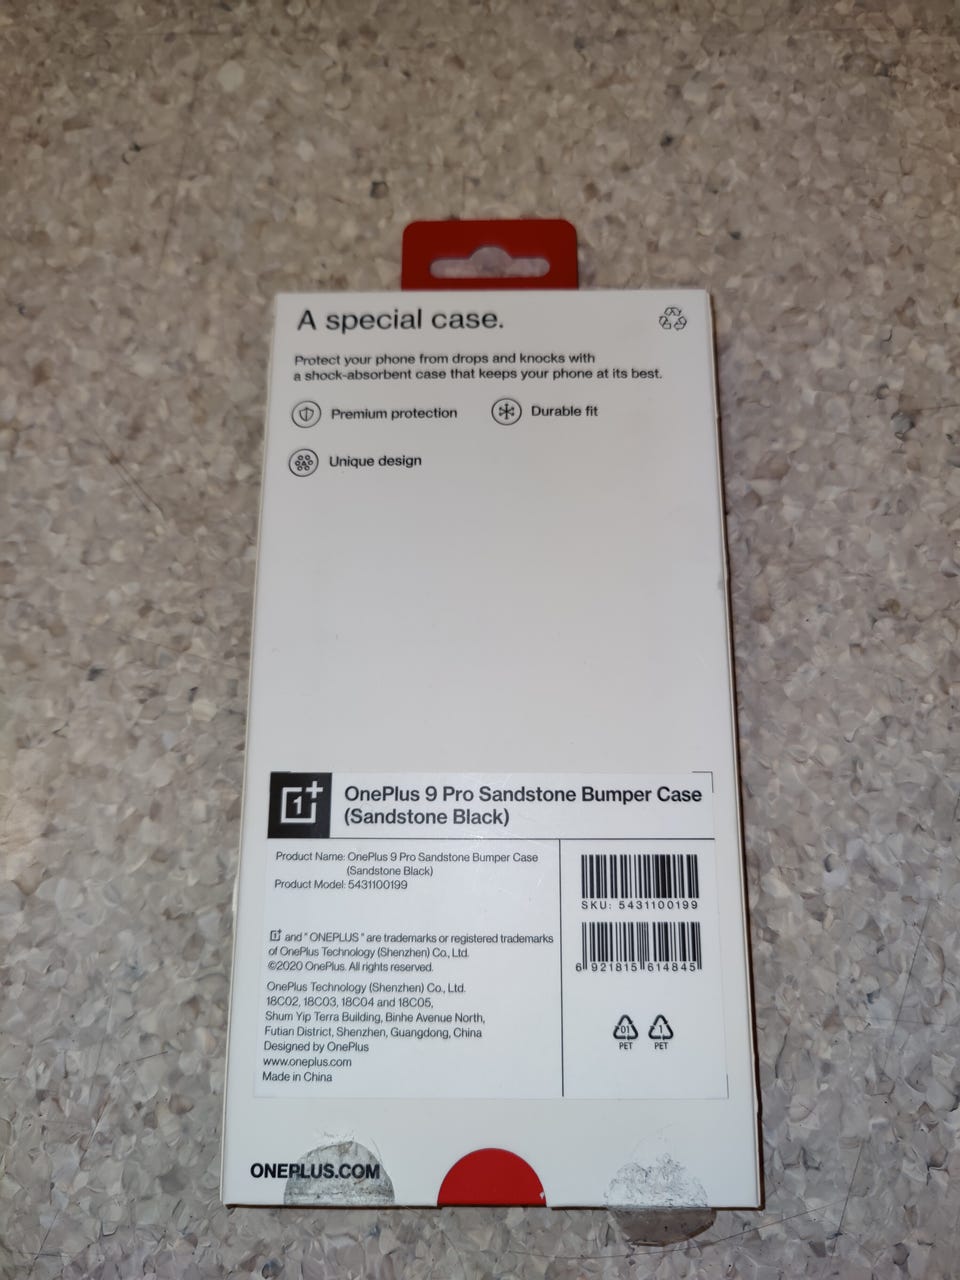 A special case.
Protect your phone from drops and knocks with
a shock-absorbent case that keeps your phone at its best.
Premium protection
Durable fit
Unique design
OnePlus 9 Pro Sandstone Bumper Case
(Sandstone Black)
Product Name: OnePlus 9 Pro Sandstone Bumper Case
(Sandstone Black)
Product Model: 5431100199
SKU: 5431100199
6 921815 614845
and "ONEPLUS" are trademarks or registered trademarks
of OnePlus Technology (Shenzhen) Co., Ltd.
©2020 OnePlus. All rights reserved.
OnePlus Technology (Shenzhen) Co., Ltd.
18C02, 18C03, 18C04 and 18C05,
Shum Yip Terra Building, Binhe Avenue North,
Futian District, Shenzhen, Guangdong, China
Designed by OnePlus
www.oneplus.com
Made in China
01
PET
1
PET
ONEPLUS.COM